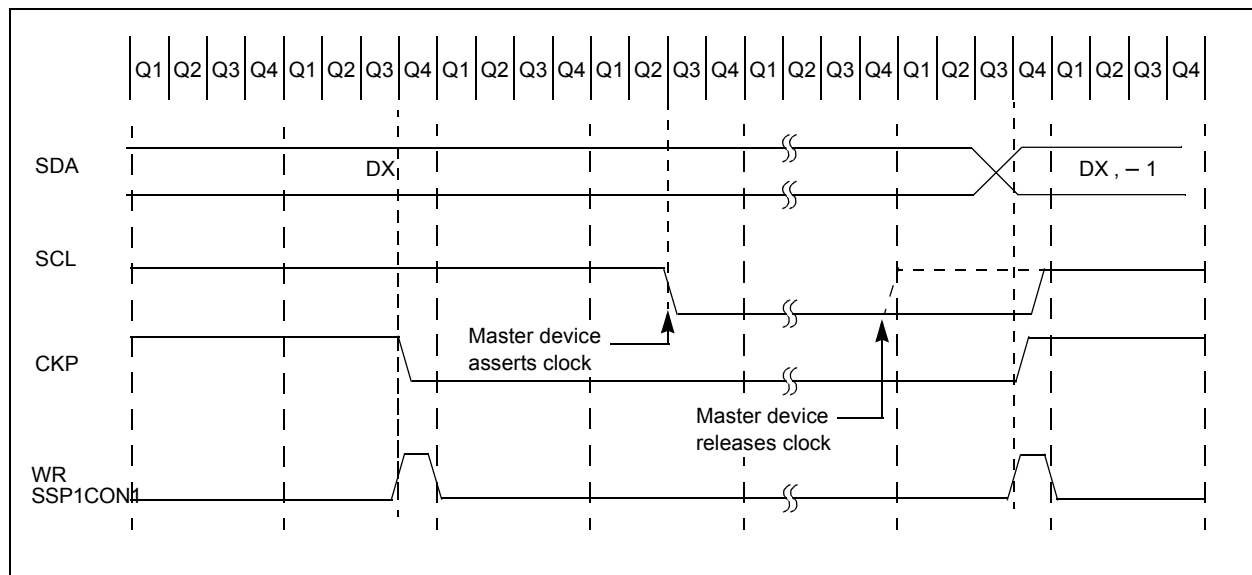 Q1 Q2 Q3 Q4 Q1 Q2 Q3 Q4 Q1 Q2 Q3 Q4 Q1 Q2 Q3 Q4 Q1 Q2 Q3 Q4 Q1 Q2 Q3 Q4 Q1 Q2 Q3 Q4
SDA
DX
DX , – 1
SCL
Master device
asserts clock
CKP
Master device
releases clock
WR
SSP1CON1